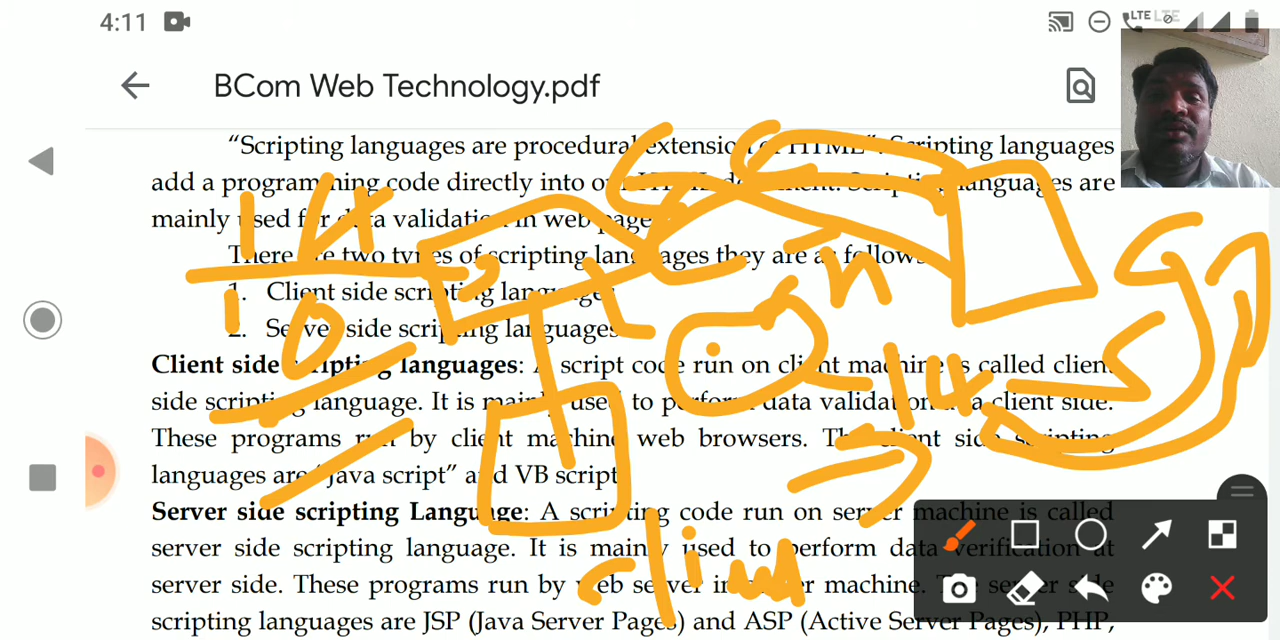 4:11
LTE LTE
BCom Web Technology.pdf
“Scripting languages are procedural extension of HTML”. Scripting languages
add a programming code directly into our HTML document. Scripting languages are
mainly used for data validation in web page
There are two types of scripting languages they are as follows
1. Client side scripting languages
2. Server side scripting languages
Client side scripting languages: A script code run on client machine is called client
side scripting language. It is mainly used to perform data validation at a client side.
These programs run by client machine web browsers. The client side scripting
languages are “Java script” and VB script
Server side scripting Language: A scripting code run on server machine is called
server side scripting language. It is mainly used to perform data verification at
server side. These programs run by web server in server machine. The server side
scripting languages are JSP (Java Server Pages) and ASP (Active Server Pages), PHP,
14
10
n
14